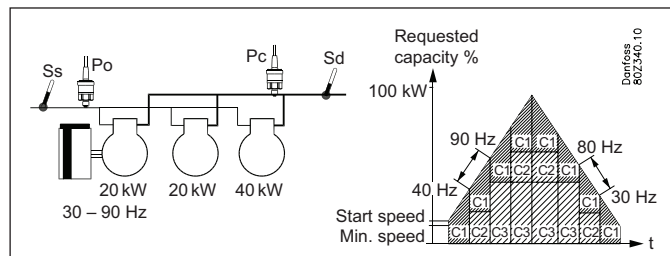 Ss
Po
Pc
Sd
20 kW
20 kW
40 kW
30 – 90 Hz
Requested
capacity %
100 kW
90 Hz
40 Hz
80 Hz
30 Hz
Start speed
Min. speed
C1 C1
C1 C2 C2 C1
C1 C1
C1 C2 C3 C3 C3 C3 C2 C1
t
Danfoss
80Z340.10